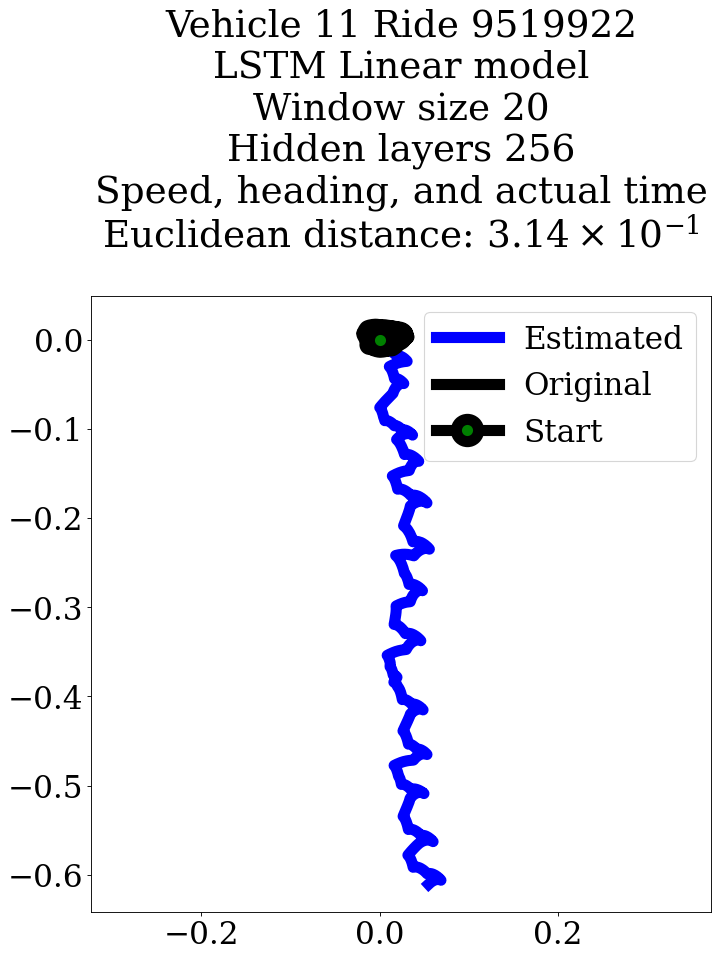 Vehicle 11 Ride 9519922
LSTM Linear model
Window size 20
Hidden layers 256
Speed, heading, and actual time
Euclidean distance: 3.14 × 10⁻¹
Estimated
Original
Start
0.0
−0.1
−0.2
−0.3
−0.4
−0.5
−0.6
−0.2 0.0 0.2